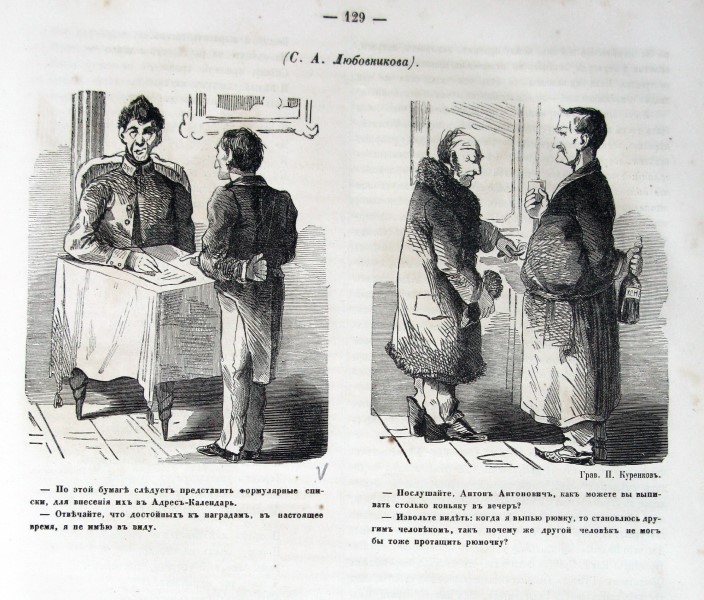 — 129 —
(С. А. Любовникова).
Грав. П. Куренковъ.
— По этой бумагѣ слѣдуетъ представить формулярные спи-
ски, для внесенія ихъ въ Адресъ-Календарь.
— Отвѣчайте, что достойныхъ къ наградамъ, въ настоящее
время, я не имѣю въ виду.
— Послушайте, Антонъ Антоновичъ, какъ можете вы выпи-
вать столько коньяку въ вечеръ?
— Извольте видѣть: когда я выпью рюмку, то становлюсь дру-
гимъ человѣкомъ, такъ почему же другой человѣкъ не могъ
бы тоже протащить рюмочку?